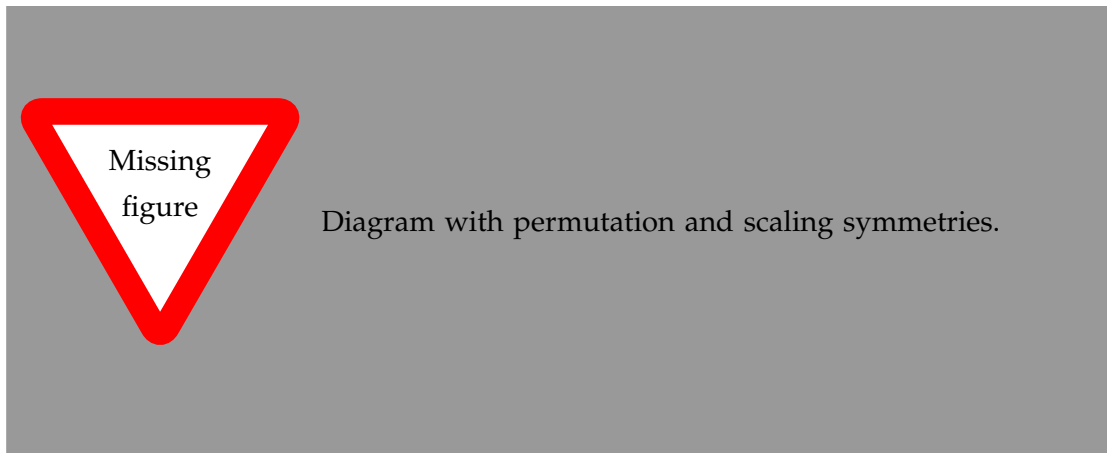 Missing
figure
Diagram with permutation and scaling symmetries.